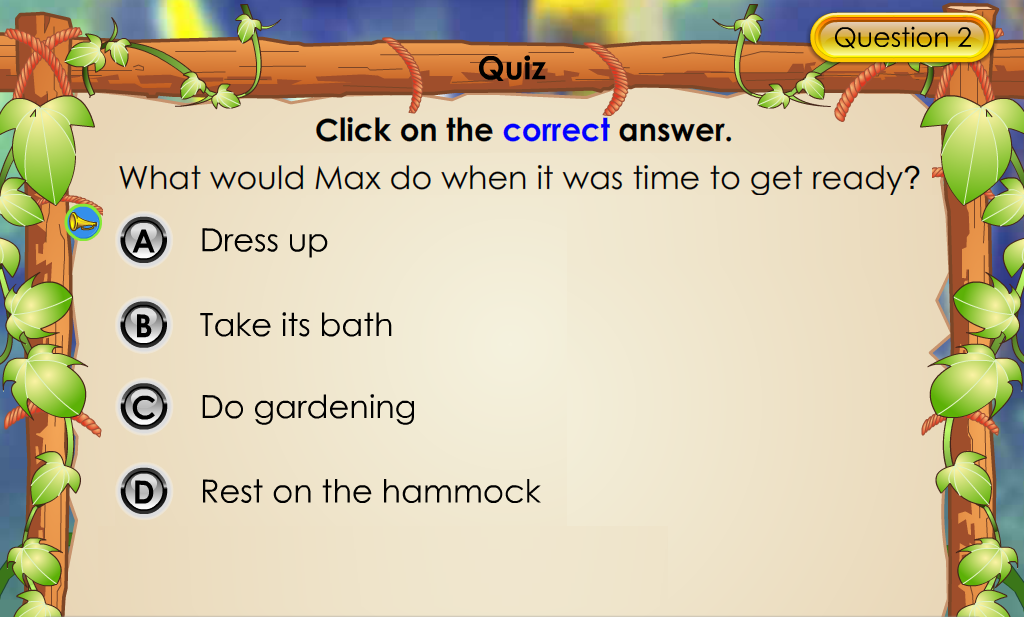 Question 2
Quiz
Click on the correct answer.
What would Max do when it was time to get ready?
A Dress up
B Take its bath
C Do gardening
D Rest on the hammock